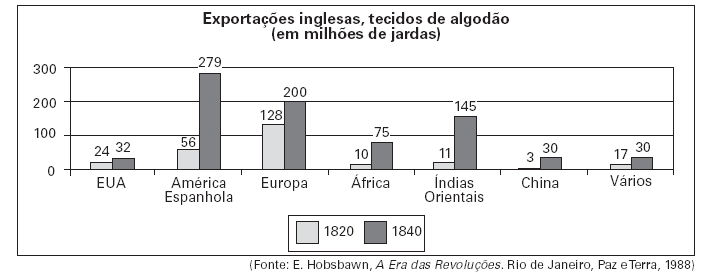 Exportações inglesas, tecidos de algodão
(em milhões de jardas)
300
200
100
0
24 32
56 279
128 200
10 75
11 145
3 30
17 30
EUA
América
Espanhola
Europa
África
Índias
Orientais
China
Vários
1820 1840
(Fonte: E. Hobsbawn, A Era das Revoluções. Rio de Janeiro, Paz e Terra, 1988)